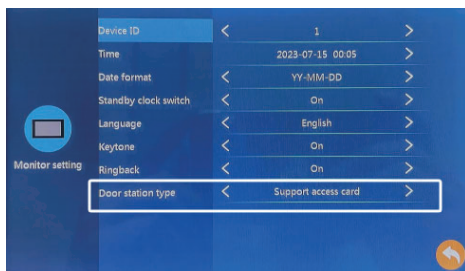 Device ID < 1 >
Time 2023-07-15 00:05 >
Date format < YY-MM-DD >
Standby clock switch < On >
Language < English >
Keytone < On >
Monitor setting
Ringback < On >
Door station type < Support access card >